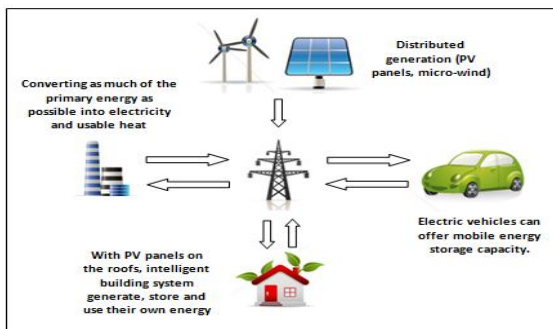 Distributed
generation (PV
panels, micro-wind)
Converting as much of the
primary energy as
possible into electricity
and usable heat
Electric vehicles can
offer mobile energy
storage capacity.
With PV panels on
the roofs, intelligent
building system
generate, store and
use their own energy